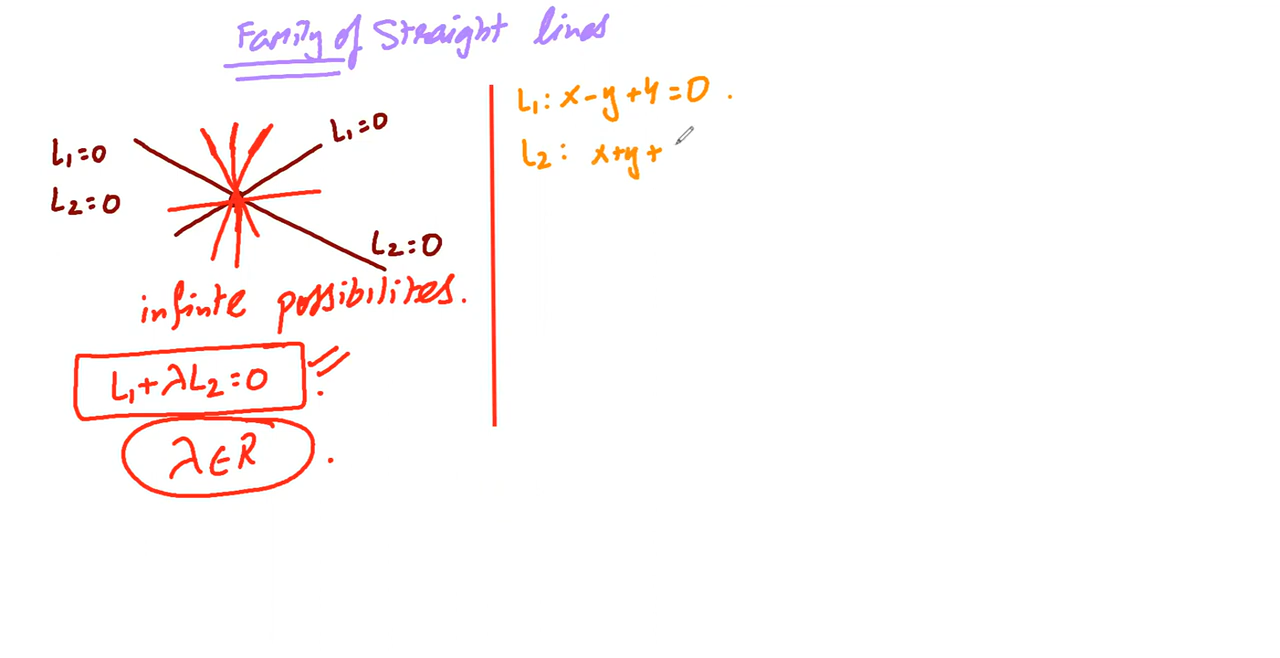 Family of Straight lines
L₁=0
L₂=0
L₁=0
L₂=0
infinte possibilites.
L₁+λL₂=0
λ∈R
L₁: x-y+4=0.
L₂: x+y+